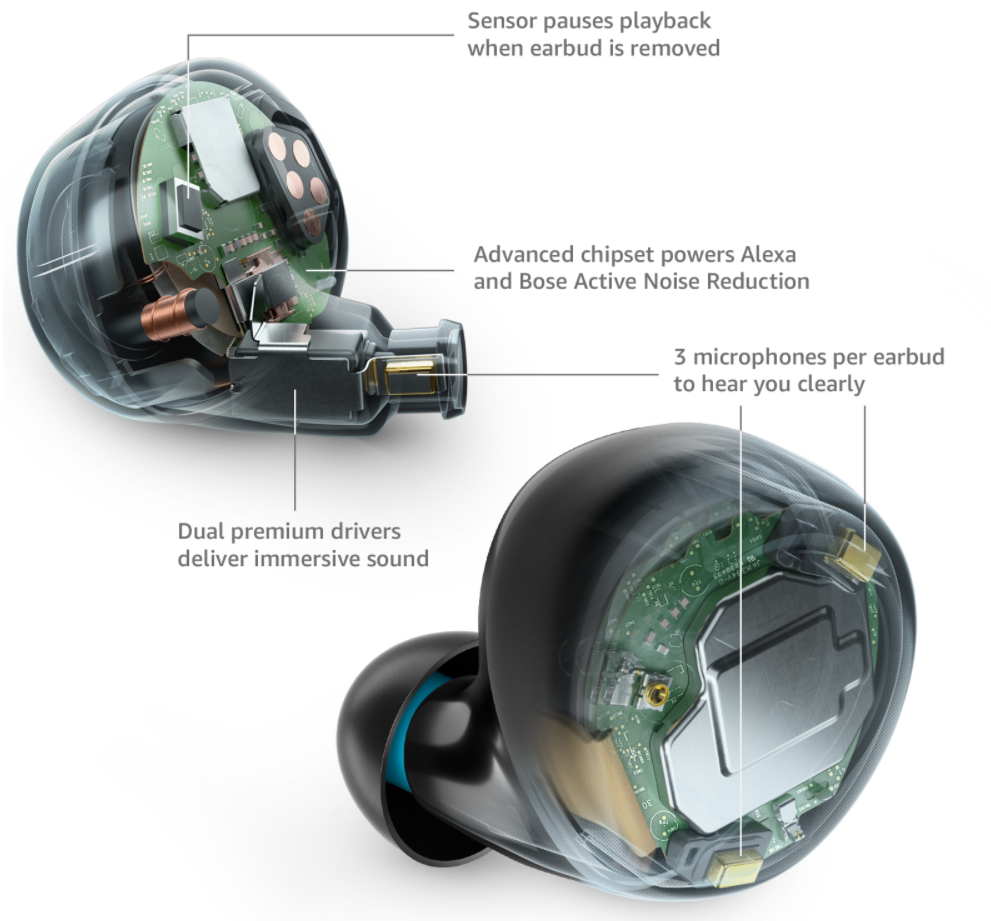 Sensor pauses playback
when earbud is removed
Advanced chipset powers Alexa
and Bose Active Noise Reduction
3 microphones per earbud
to hear you clearly
Dual premium drivers
deliver immersive sound